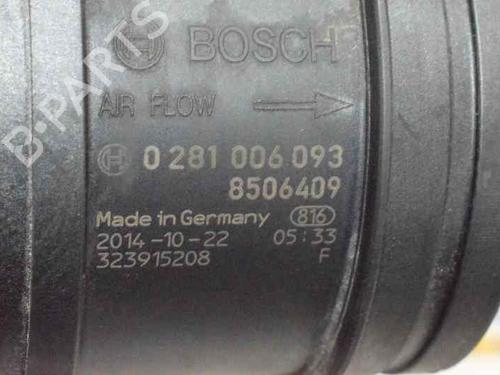 BOSCH
AIR FLOW
0 281 006 093
8506409
Made in Germany 816
2014-10-22 05:33
323915208 F
B-PARTS